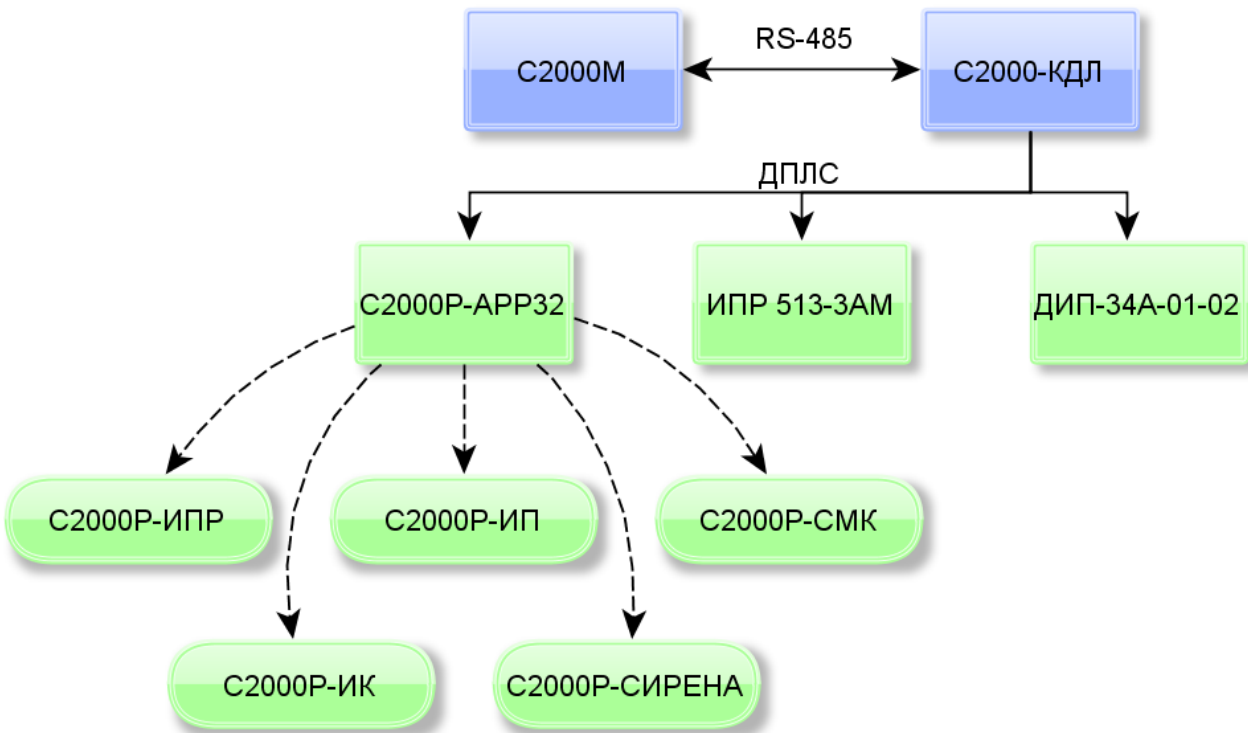 RS-485
С2000М
С2000-КДЛ
ДПЛС
С2000Р-АРР32
ИПР 513-3АМ
ДИП-34А-01-02
С2000Р-ИПР
С2000Р-ИП
С2000Р-СМК
С2000Р-ИК
С2000Р-СИРЕНА